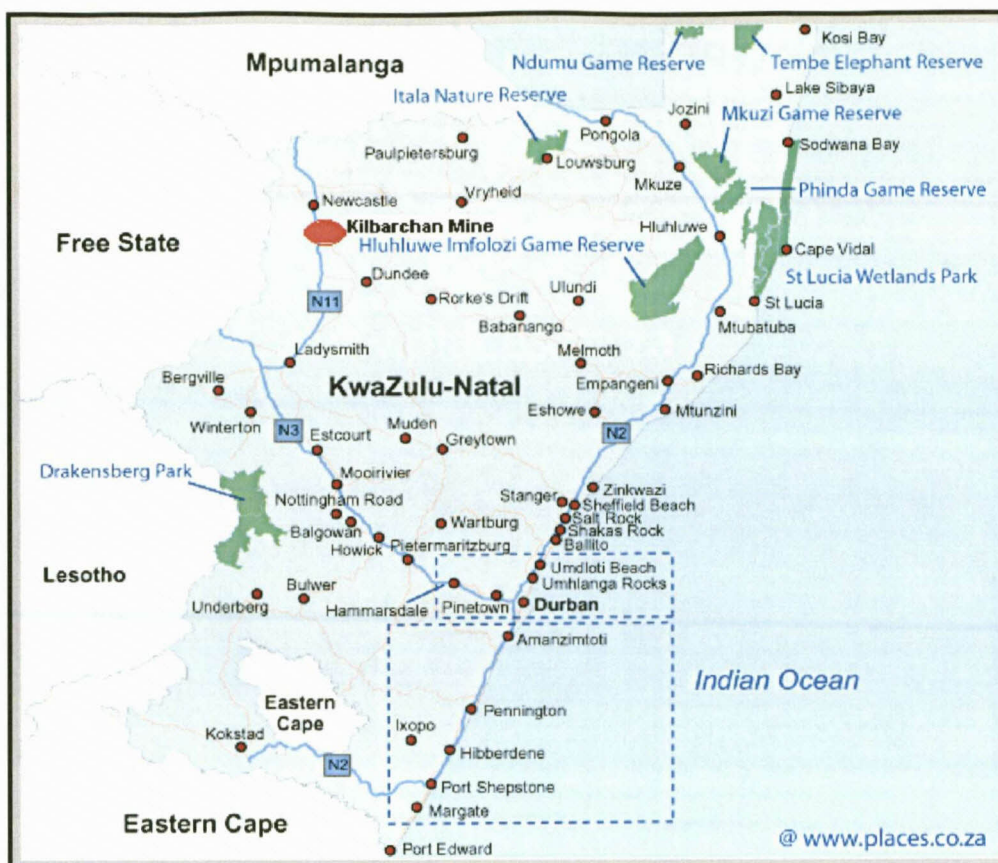 Kosi Bay
Mpumalanga
Ndumu Game Reserve
Tembe Elephant Reserve
Itala Nature Reserve
Lake Sibaya
Jozini
Mkuzi Game Reserve
Pongola
Paulpietersburg
Louwsburg
Sodwana Bay
Mkuze
Phinda Game Reserve
Vryheid
Newcastle
Kilbarchan Mine
Free State
Hluhluwe
Hluhluwe Imfolozi Game Reserve
Cape Vidal
Dundee
St Lucia Wetlands Park
N11
Rorke's Drift
Ulundi
St Lucia
Babanango
Mtubatuba
Ladysmith
Melmoth
Bergville
KwaZulu-Natal
Empangeni
Richards Bay
Eshowe
Mtunzini
Winterton
N3
Muden
N2
Estcourt
Greytown
Drakensberg Park
Mooirivier
Zinkwazi
Nottingham Road
Stanger
Sheffield Beach
Salt Rock
Balgowan
Wartburg
Shakas Rock
Howick
Pietermaritzburg
Ballito
Umdloti Beach
Lesotho
Bulwer
Umhlanga Rocks
Underberg
Hammarsdale
Pinetown
Durban
Amanzimtoti
Indian Ocean
Eastern
Cape
Pennington
Ixopo
Kokstad
Hibberdene
N2
Port Shepstone
Margate
Eastern Cape
@ www.places.co.za
Port Edward